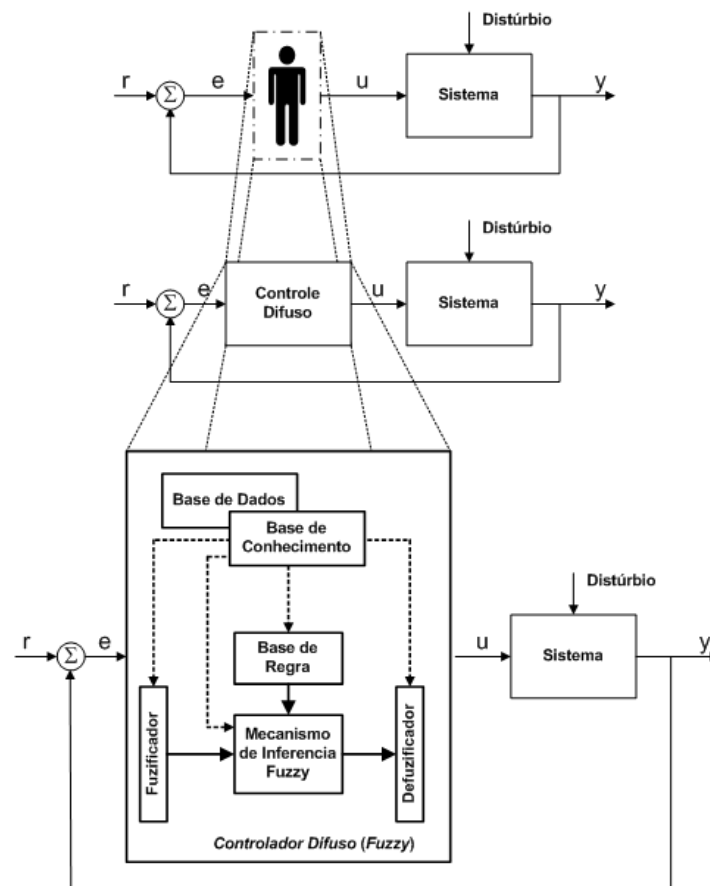 Distúrbio
r
Σ
e
u
Sistema
y
Distúrbio
r
Σ
e
Controle
Difuso
u
Sistema
y
Base de Dados
Base de
Conhecimento
Distúrbio
r
Σ
e
Base de
Regra
u
Sistema
y
Fuzificador
Mecanismo
de Inferencia
Fuzzy
Defuzificador
Controlador Difuso (Fuzzy)